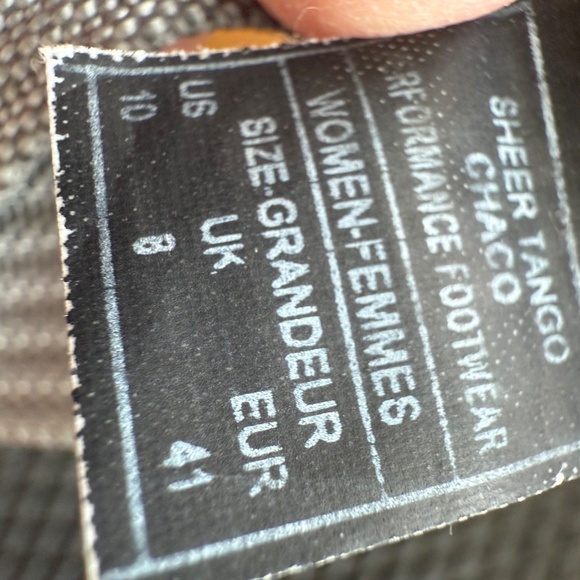 SHEER TANGO
CHACO
RFORMANCE FOOTWEAR
WOMEN-FEMMES
SIZE-GRANDEUR
US UK EUR
10 8 41